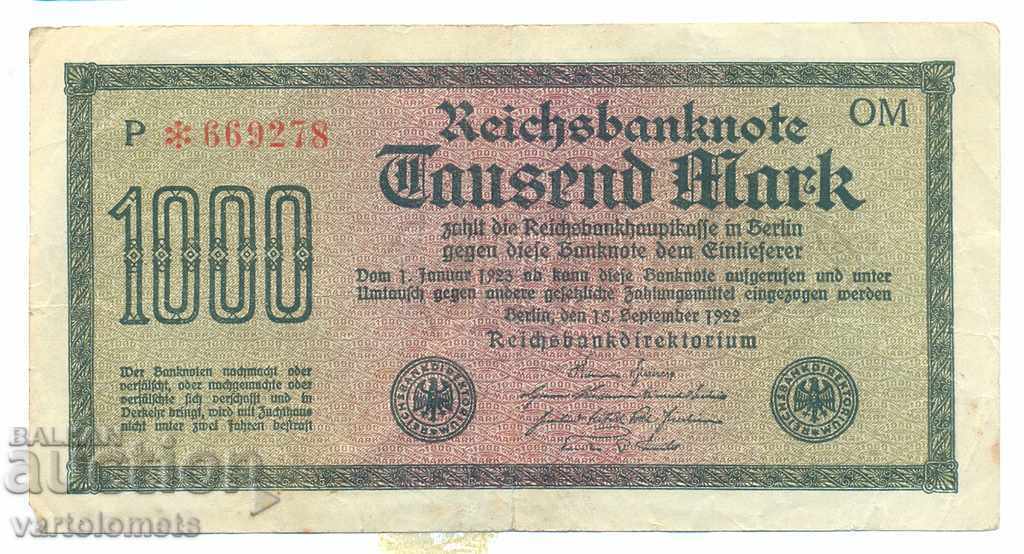 P *669278
OM
Reichsbanknote
Tausend Mark
1000
zahlt die Reichsbankhauptkasse in Berlin
gegen diese Banknote dem Einlieferer
Vom 1. Januar 1923 ab kann diese Banknote aufgerufen und unter
Umtausch gegen andere gesetzliche Zahlungsmittel eingezogen werden
Berlin, den 15. September 1922
Reichsbankdirektorium
Wer Banknoten nachmacht oder
verfälscht, oder nachgemachte oder
verfälschte sich verschafft und in
Verkehr bringt, wird mit Zuchthaus
nicht unter zwei Jahren bestraft
REICHSBANKDIREKTORIUM
REICHSBANKDIREKTORIUM
BALKAN
auction
vartolomets